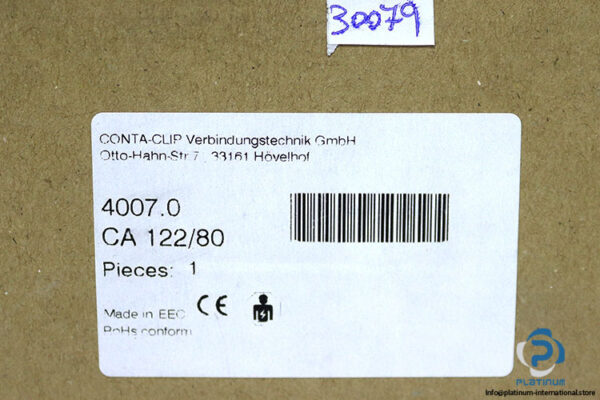 30079
CONTA-CLIP Verbindungstechnik GmbH
Otto-Hahn-Str.7, 33161 Hövelhof
4007.0
CA 122/80
Pieces: 1
Made in EEC CE
RoHs conform
PLATINUM
info@platinum-international.store